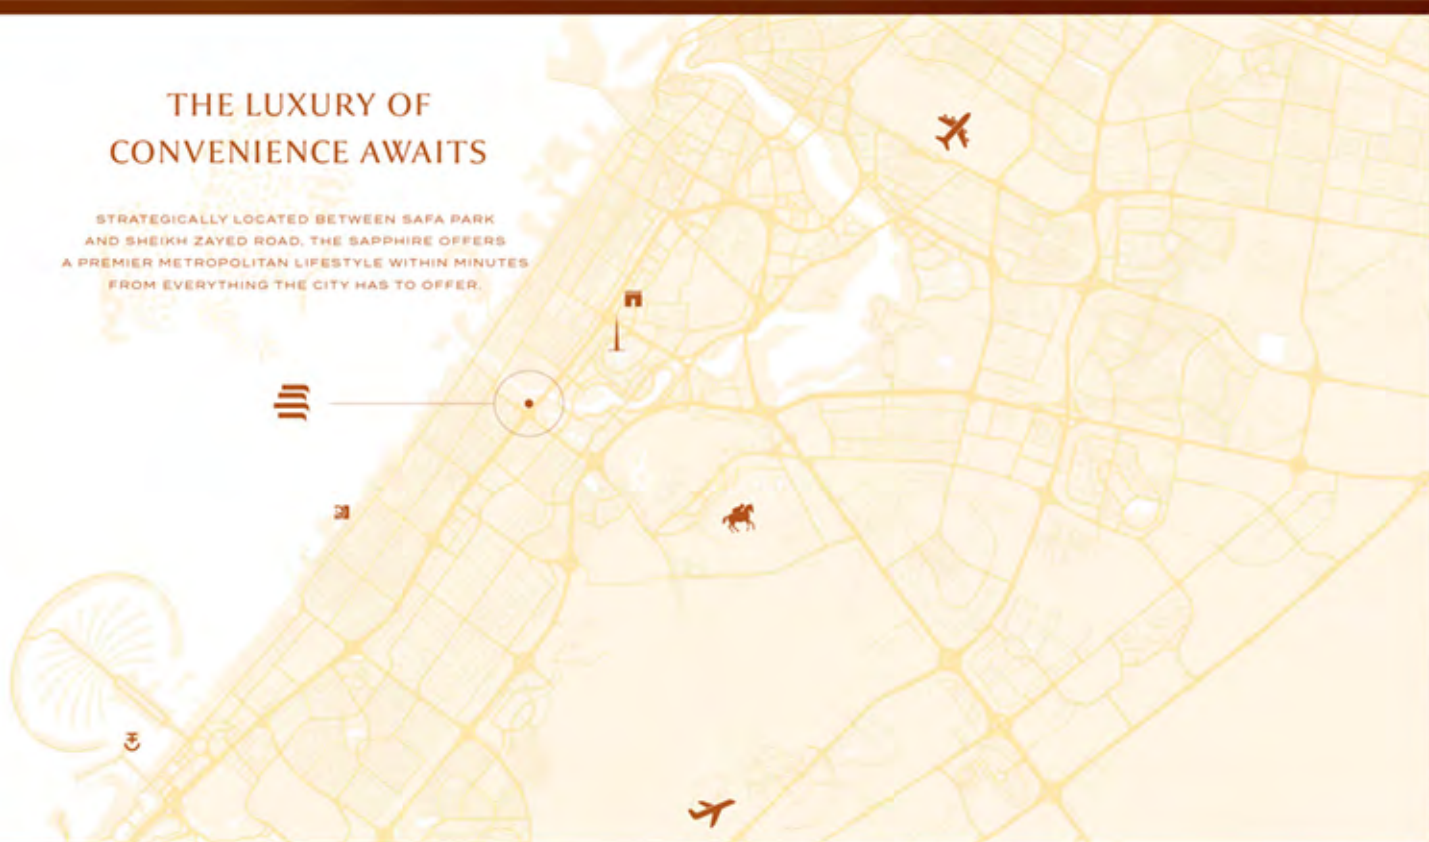 THE LUXURY OF
CONVENIENCE AWAITS
STRATEGICALLY LOCATED BETWEEN SAFA PARK
AND SHEIKH ZAYED ROAD, THE SAPPHIRE OFFERS
A PREMIER METROPOLITAN LIFESTYLE WITHIN MINUTES
FROM EVERYTHING THE CITY HAS TO OFFER.